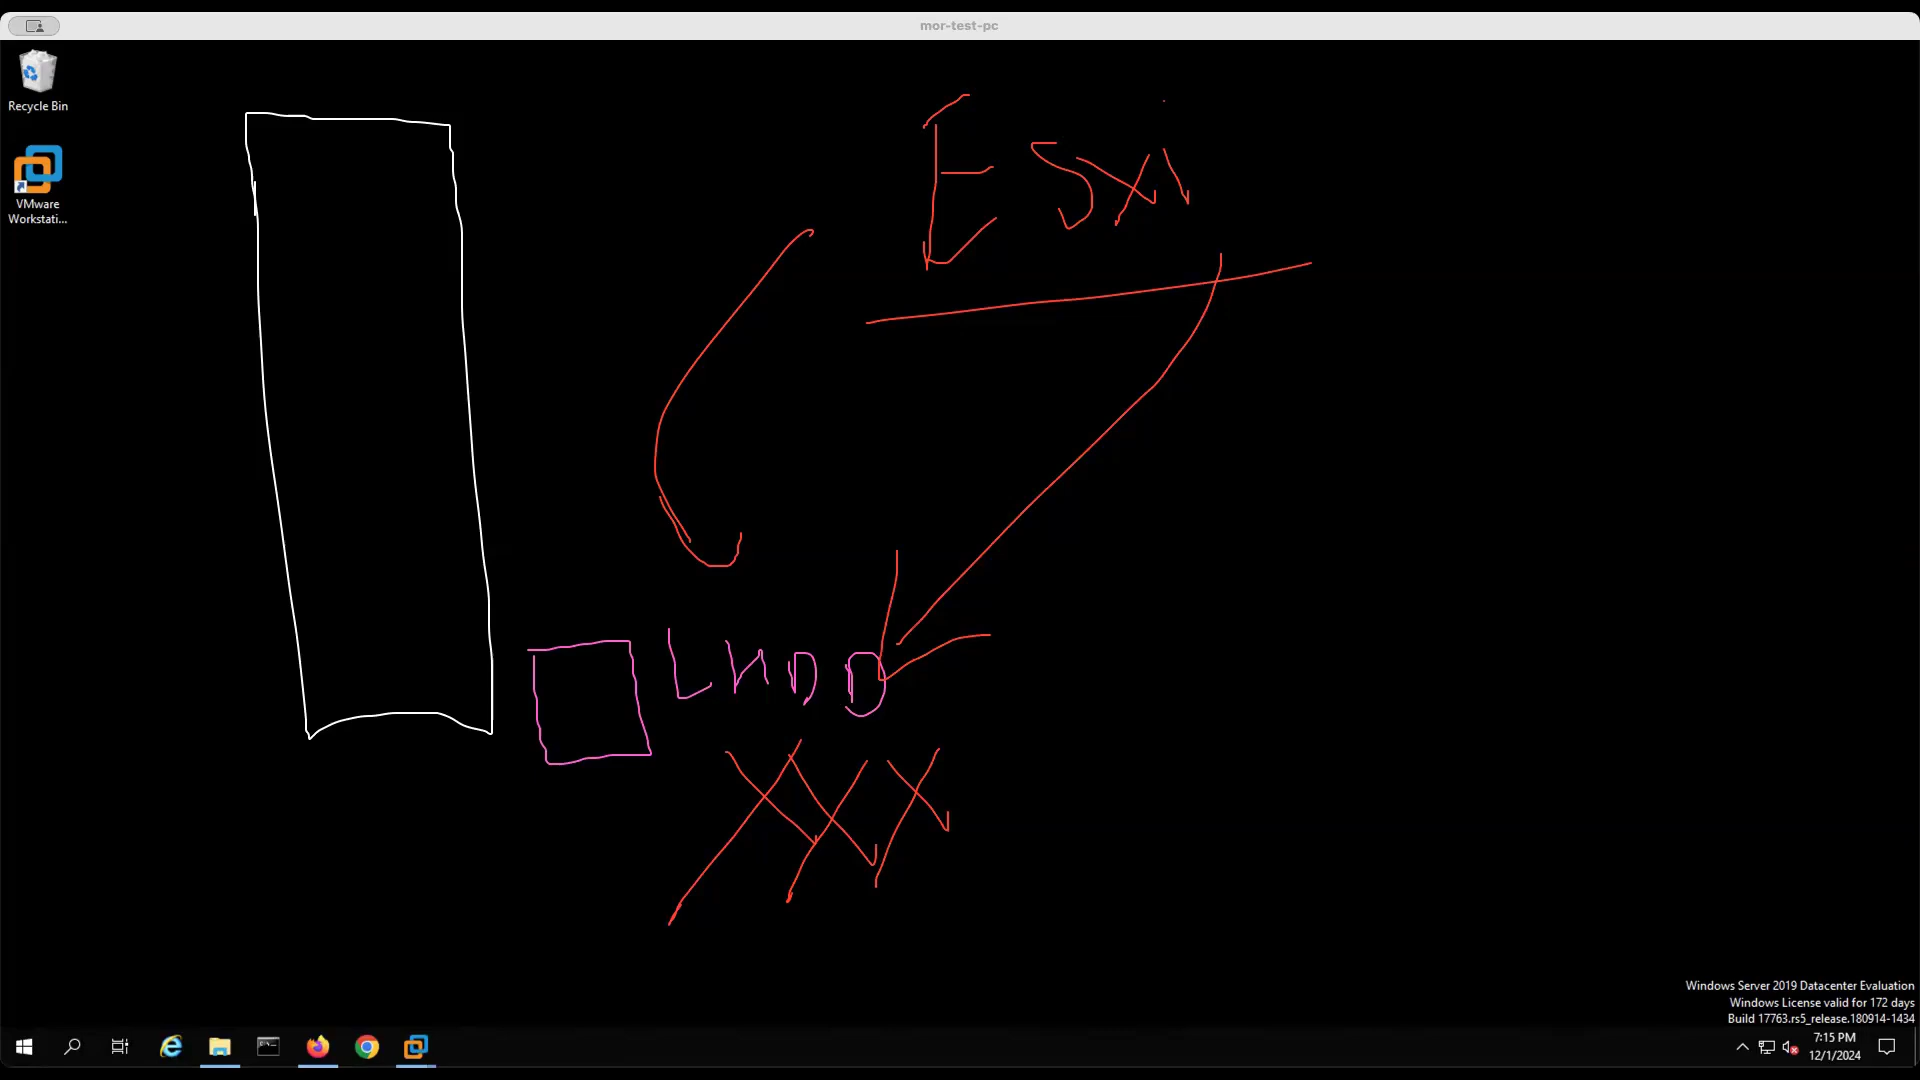 mor-test-pc
Recycle Bin
VMware
Workstati...
ESXi
LHDD
XXX
Windows Server 2019 Datacenter Evaluation
Windows License valid for 172 days
Build 17763.rs5_release.180914-1434
7:15 PM
12/1/2024